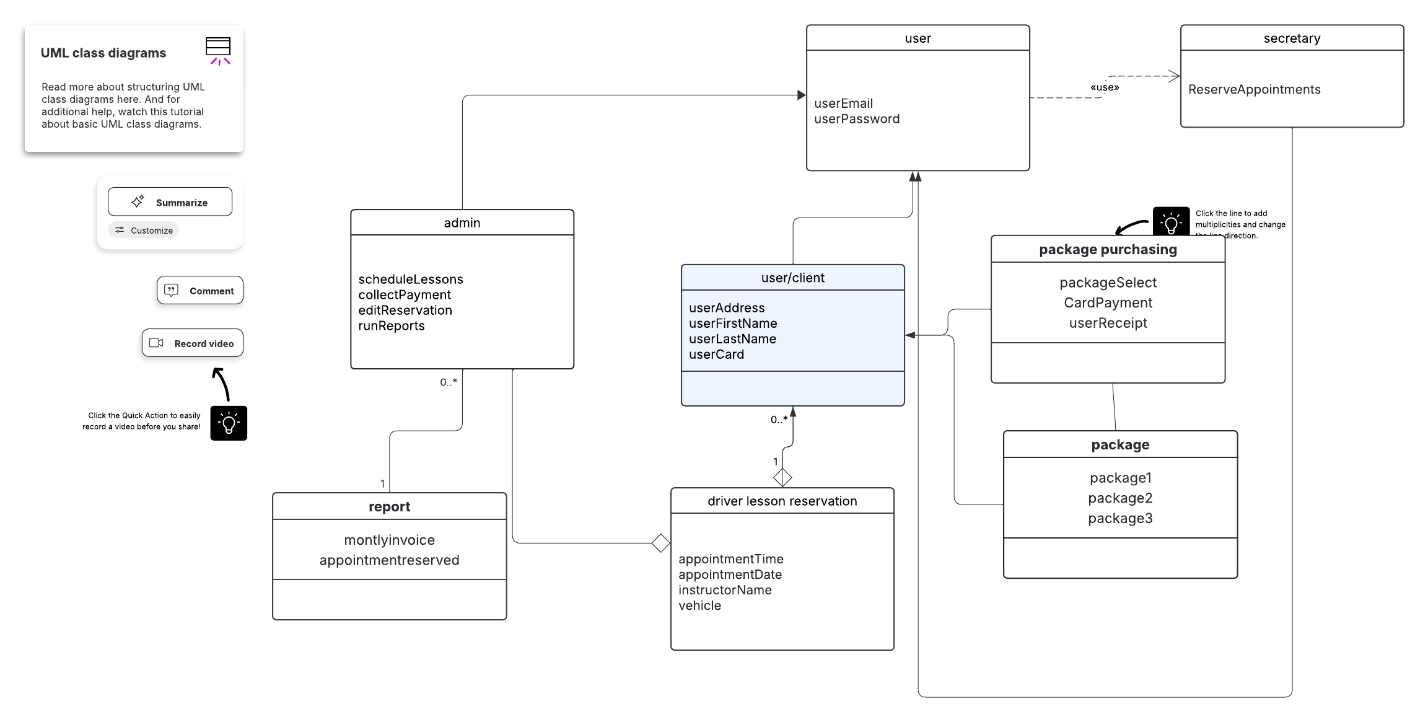 UML class diagrams
Read more about structuring UML
class diagrams here. And for
additional help, watch this tutorial
about basic UML class diagrams.
Summarize
Customize
Comment
Record video
Click the Quick Action to easily
record a video before you share!
user
userEmail
userPassword
«use»
secretary
ReserveAppointments
admin
scheduleLessons
collectPayment
editReservation
runReports
0..*
1
report
montlyinvoice
appointmentreserved
user/client
userAddress
userFirstName
userLastName
userCard
0..*
1
driver lesson reservation
appointmentTime
appointmentDate
instructorName
vehicle
Click the line to add
multiplicities and change
the line direction.
package purchasing
packageSelect
CardPayment
userReceipt
package
package1
package2
package3